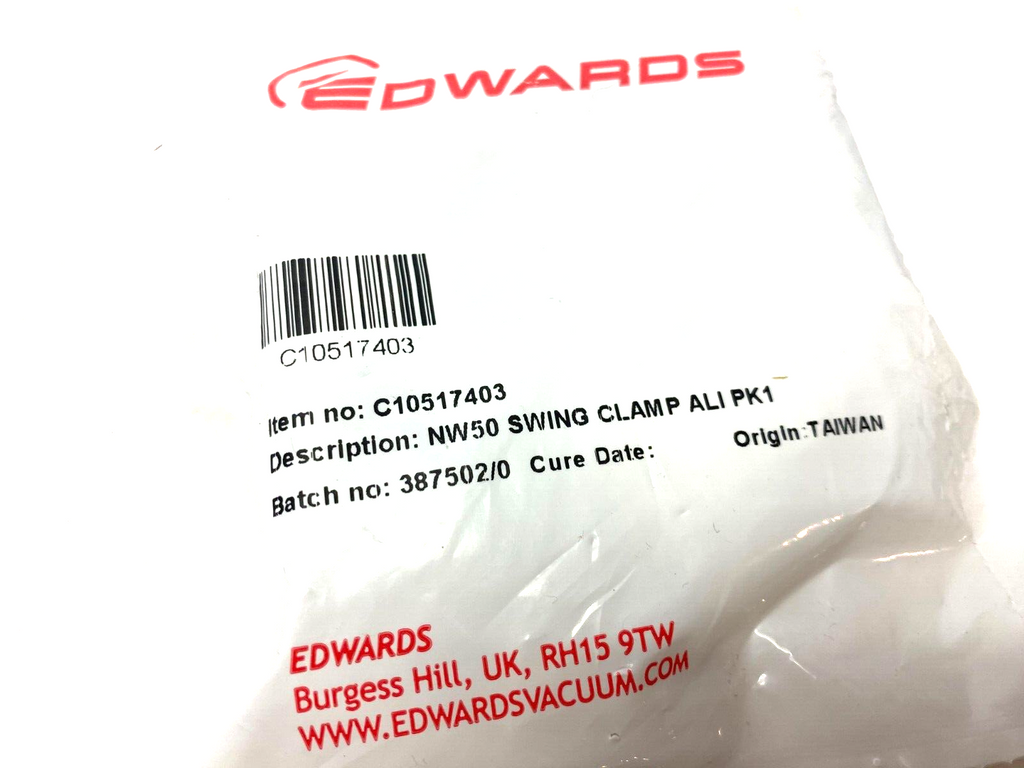 EDWARDS
C10517403
Item no: C10517403
Description: NW50 SWING CLAMP ALI PK1
Batch no: 387502/0 Cure Date: Origin:TAIWAN
EDWARDS
Burgess Hill, UK, RH15 9TW
WWW.EDWARDSVACUUM.COM